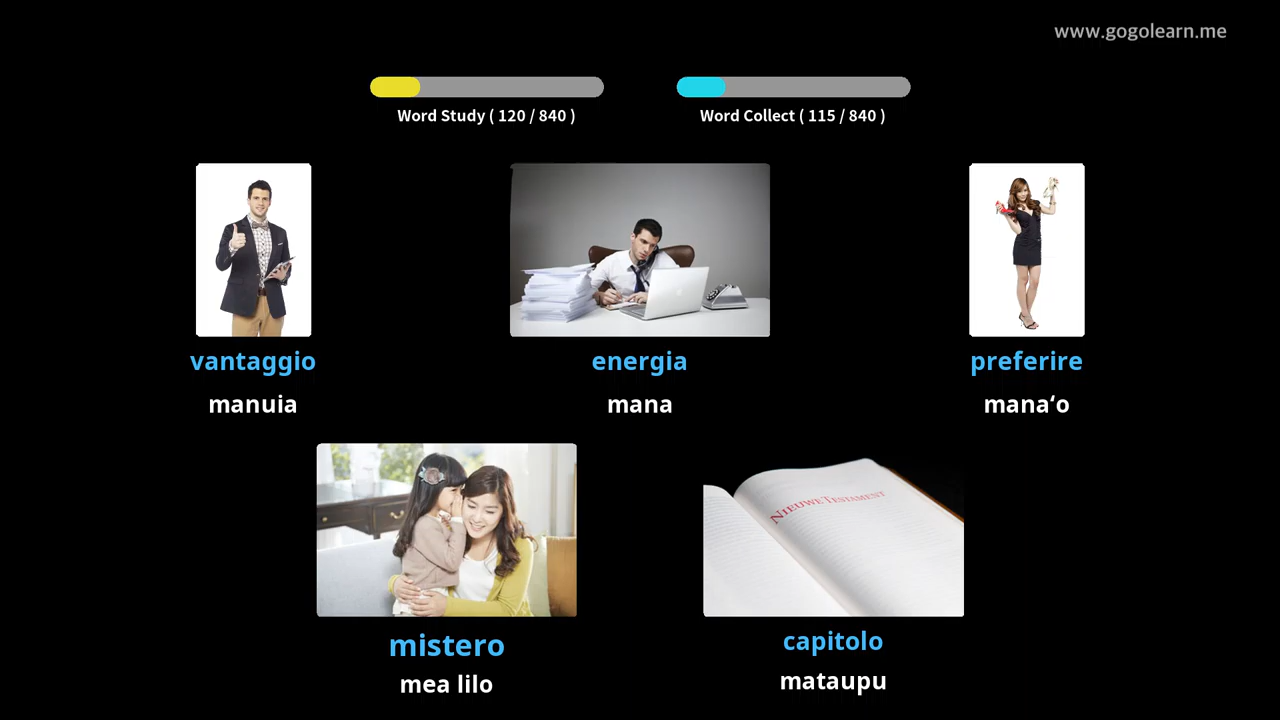 www.gogolearn.me
Word Study ( 120 / 840 )
Word Collect ( 115 / 840 )
vantaggio
manuia
energia
mana
preferire
manaʻo
mistero
mea lilo
NIEUWE TESTAMENT
capitolo
mataupu